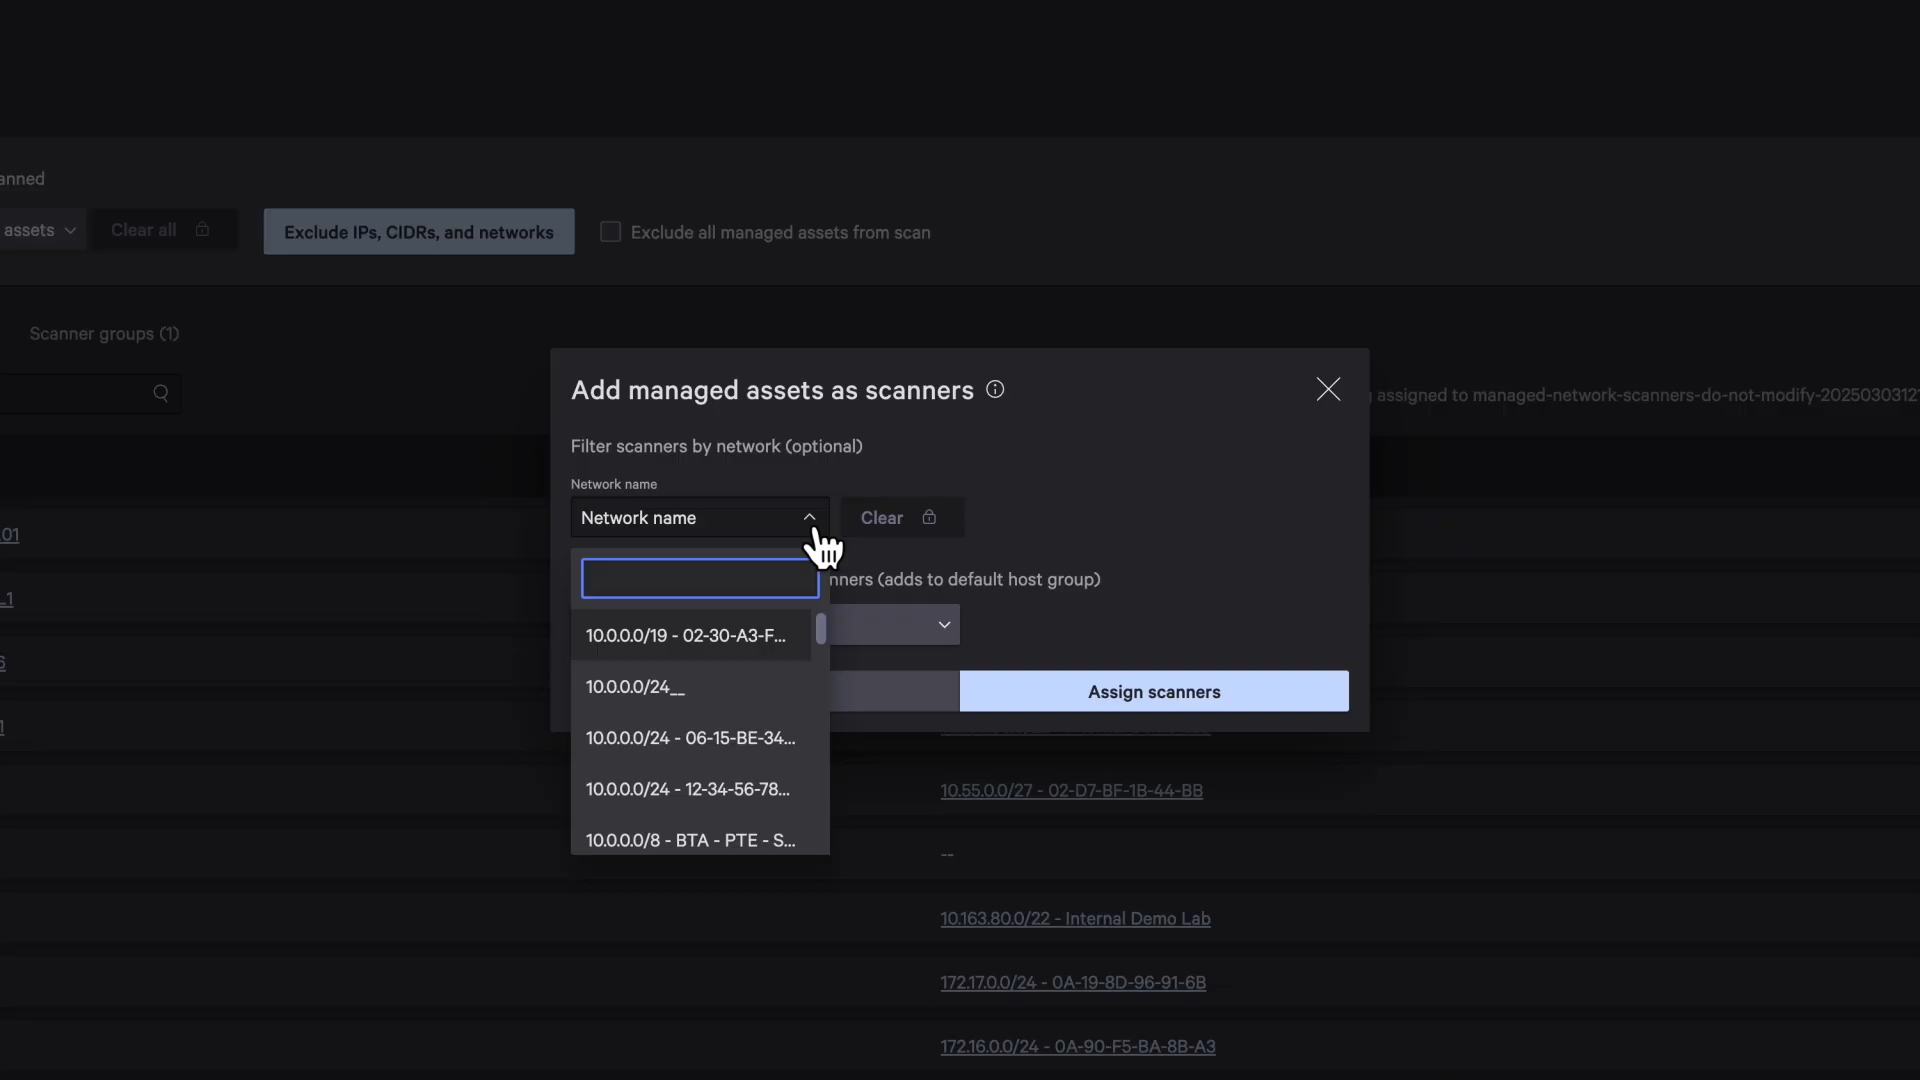 anned
assets
Clear all
Exclude IPs, CIDRs, and networks
Exclude all managed assets from scan
Scanner groups (1)
Add managed assets as scanners
assigned to managed-network-scanners-do-not-modify-202503031
Filter scanners by network (optional)
Network name
Network name
Clear
.01
_1
6
1
nners (adds to default host group)
10.0.0.0/19 - 02-30-A3-F...
10.0.0.0/24__
10.0.0.0/24 - 06-15-BE-34...
10.0.0.0/24 - 12-34-56-78...
10.0.0.0/8 - BTA - PTE - S...
Assign scanners
10.55.0.0/27 - 02-D7-BF-1B-44-BB
--
10.163.80.0/22 - Internal Demo Lab
172.17.0.0/24 - 0A-19-8D-96-91-6B
172.16.0.0/24 - 0A-90-F5-BA-8B-A3